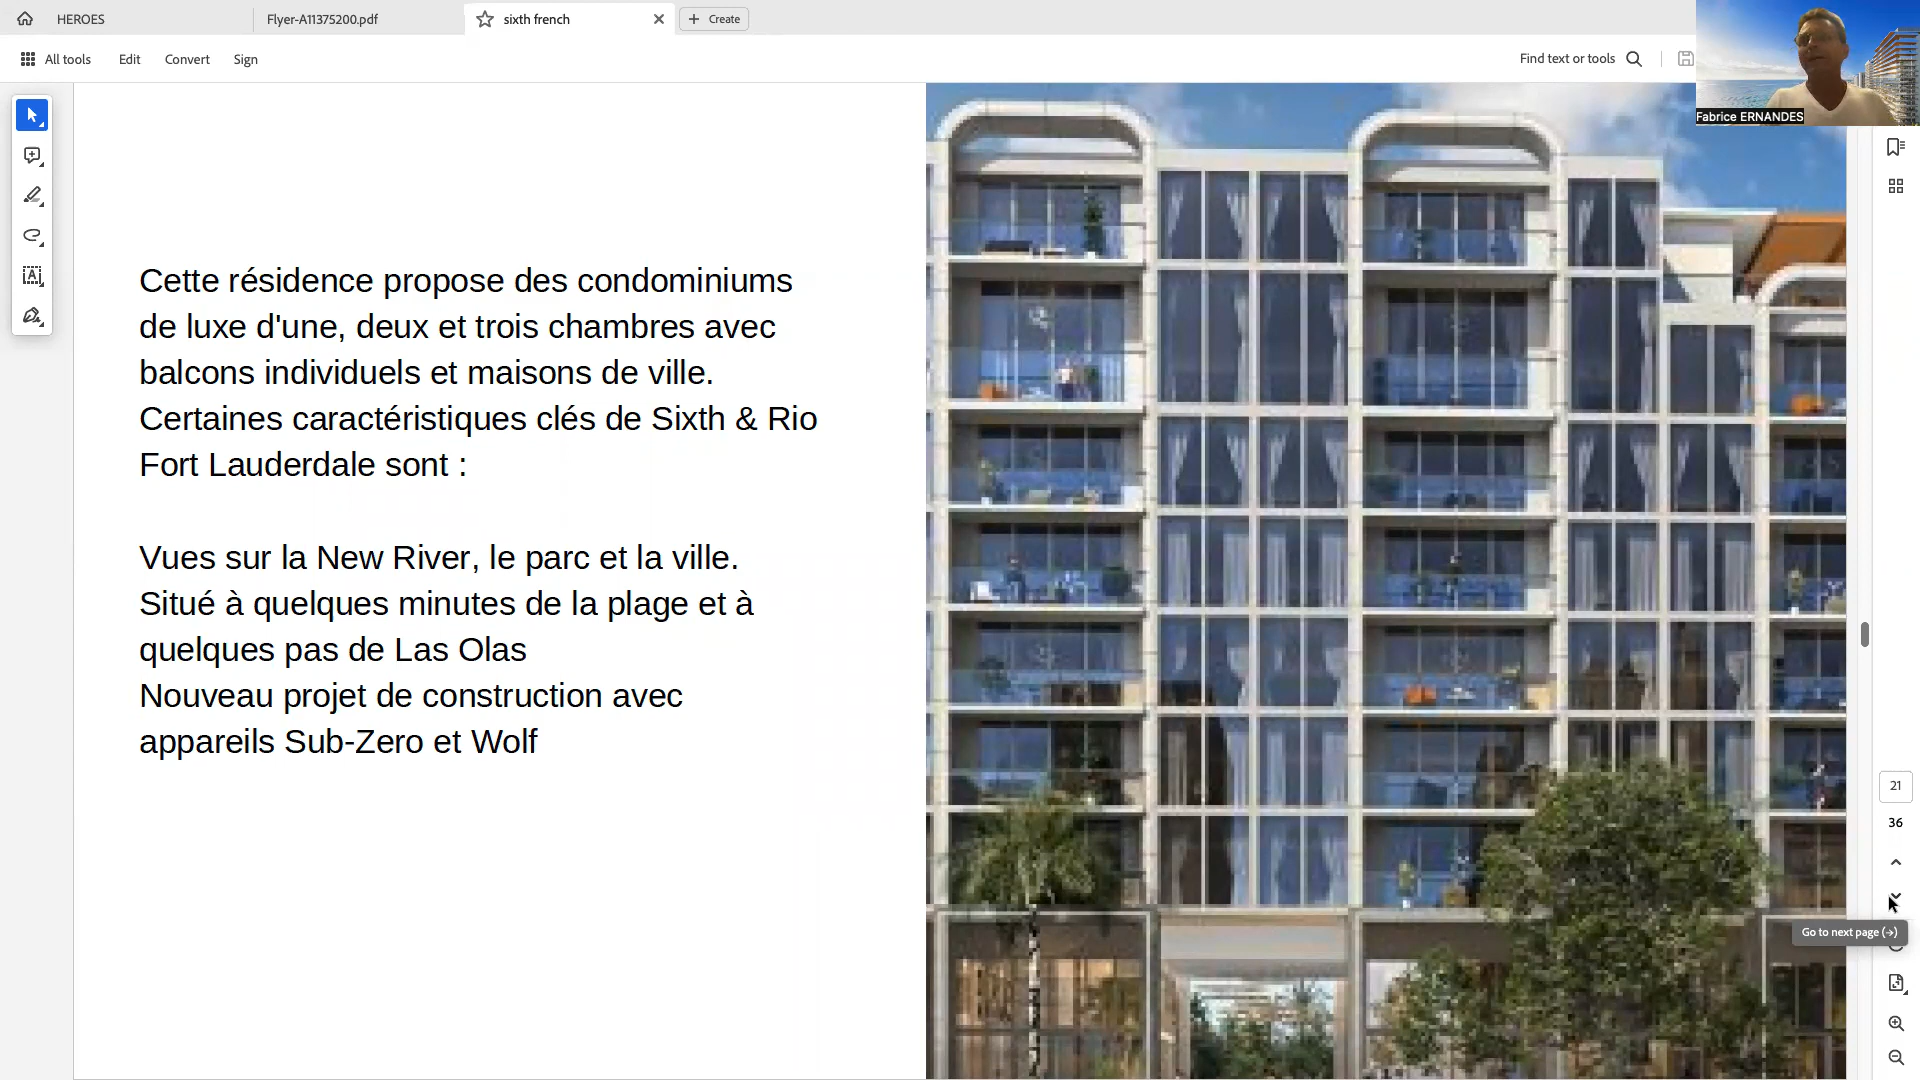 HEROES
Flyer-A11375200.pdf
sixth french
Create
All tools
Edit
Convert
Sign
Find text or tools
Fabrice ERNANDES
Cette résidence propose des condominiums
de luxe d'une, deux et trois chambres avec
balcons individuels et maisons de ville.
Certaines caractéristiques clés de Sixth & Rio
Fort Lauderdale sont :
Vues sur la New River, le parc et la ville.
Situé à quelques minutes de la plage et à
quelques pas de Las Olas
Nouveau projet de construction avec
appareils Sub-Zero et Wolf
21
36
Go to next page (→)